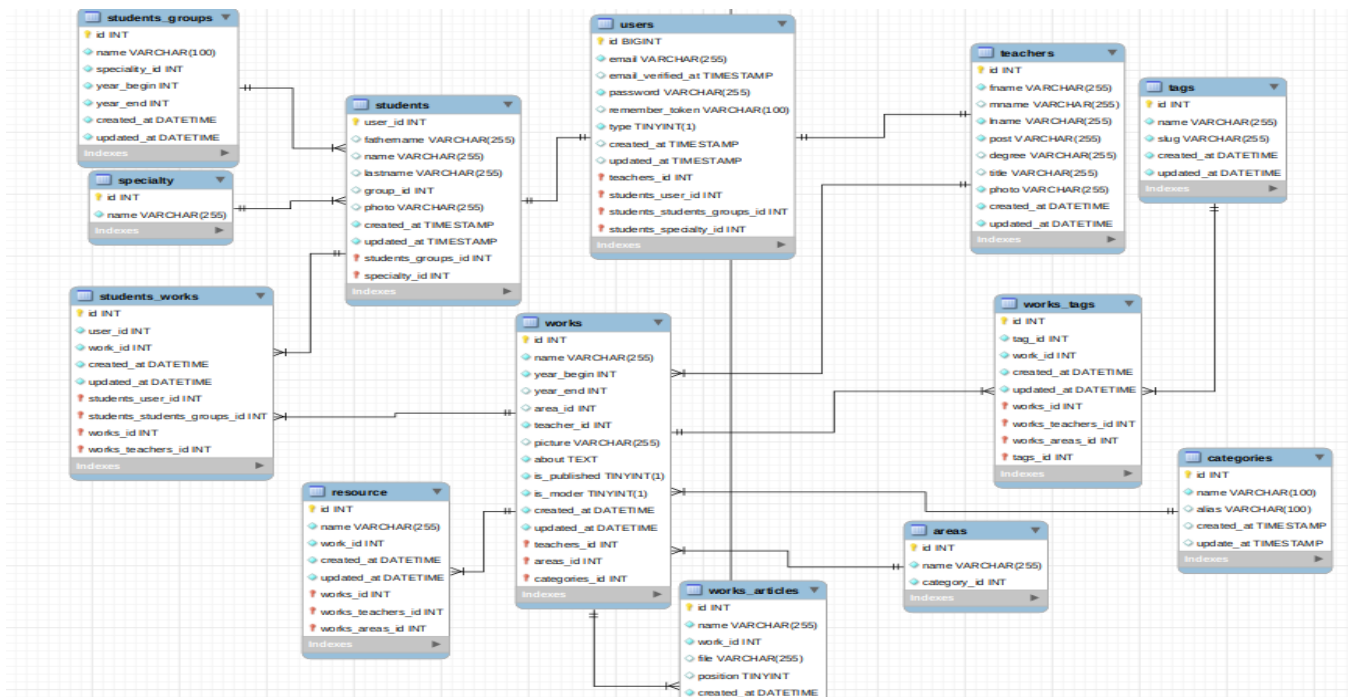 students_groups
id INT
name VARCHAR(100)
speciality_id INT
year_begin INT
year_end INT
created_at DATETIME
updated_at DATETIME
Indexes
specialty
id INT
name VARCHAR(255)
Indexes
students
user_id INT
fathername VARCHAR(255)
name VARCHAR(255)
lastname VARCHAR(255)
group_id INT
photo VARCHAR(255)
created_at TIMESTAMP
updated_at TIMESTAMP
students_groups_id INT
specialty_id INT
Indexes
users
id BIGINT
email VARCHAR(255)
email_verified_at TIMESTAMP
password VARCHAR(255)
remember_token VARCHAR(100)
type TINYINT(1)
created_at TIMESTAMP
updated_at TIMESTAMP
teachers_id INT
students_user_id INT
students_students_groups_id INT
students_specialty_id INT
Indexes
teachers
id INT
fname VARCHAR(255)
mname VARCHAR(255)
lname VARCHAR(255)
post VARCHAR(255)
degree VARCHAR(255)
title VARCHAR(255)
photo VARCHAR(255)
created_at DATETIME
updated_at DATETIME
Indexes
tags
id INT
name VARCHAR(255)
slug VARCHAR(255)
created_at DATETIME
updated_at DATETIME
Indexes
students_works
id INT
user_id INT
work_id INT
created_at DATETIME
updated_at DATETIME
students_user_id INT
students_students_groups_id INT
works_id INT
works_teachers_id INT
Indexes
works
id INT
name VARCHAR(255)
year_begin INT
year_end INT
area_id INT
teacher_id INT
picture VARCHAR(255)
about TEXT
is_published TINYINT(1)
is_moder TINYINT(1)
created_at DATETIME
updated_at DATETIME
teachers_id INT
areas_id INT
categories_id INT
Indexes
works_tags
id INT
tag_id INT
work_id INT
created_at DATETIME
updated_at DATETIME
works_id INT
works_teachers_id INT
works_areas_id INT
tags_id INT
Indexes
categories
id INT
name VARCHAR(100)
alias VARCHAR(100)
created_at TIMESTAMP
update_at TIMESTAMP
Indexes
resource
id INT
name VARCHAR(255)
work_id INT
created_at DATETIME
updated_at DATETIME
works_id INT
works_teachers_id INT
works_areas_id INT
Indexes
areas
id INT
name VARCHAR(255)
category_id INT
Indexes
works_articles
id INT
name VARCHAR(255)
work_id INT
file VARCHAR(255)
position TINYINT
created_at DATETIME